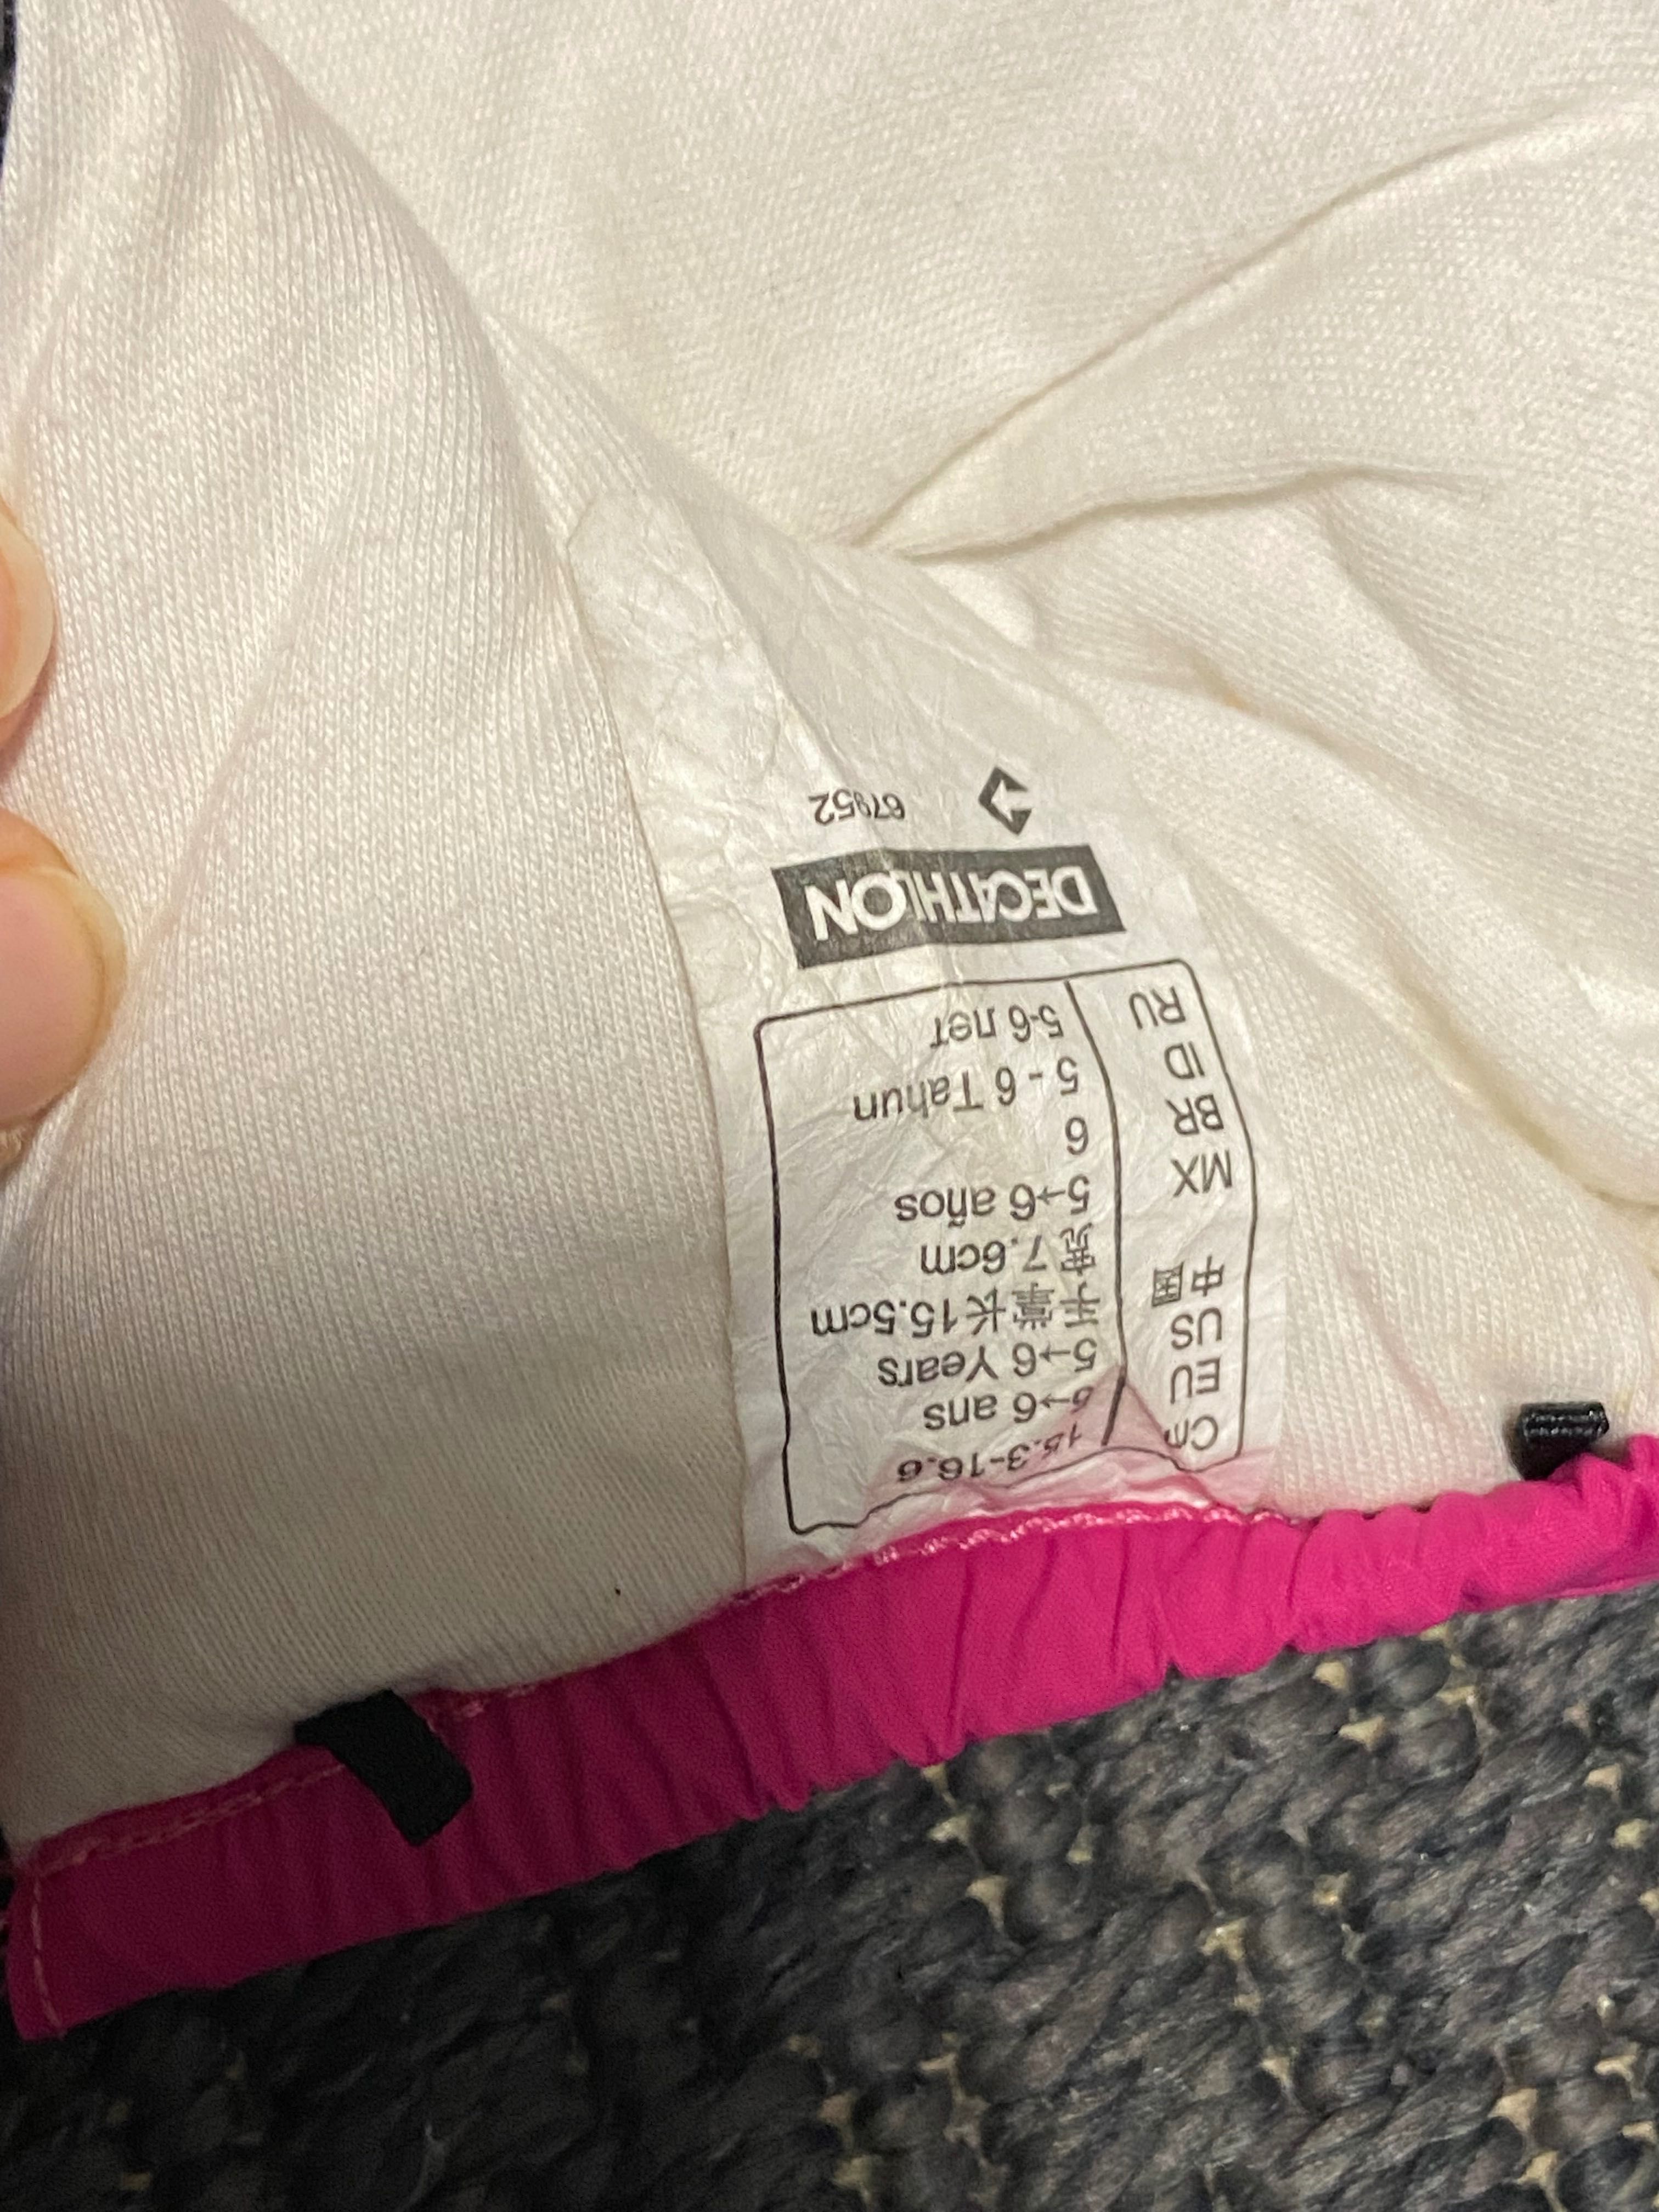 Cm 15.3-16.6
EU 5→6 ans
US 5→6 Years
中国 手掌长15.5cm
宽 7.6cm
MX 5→6 años
BR 6
ID 5 - 6 Tahun
RU 5-6 лет
DECATHLON
67952